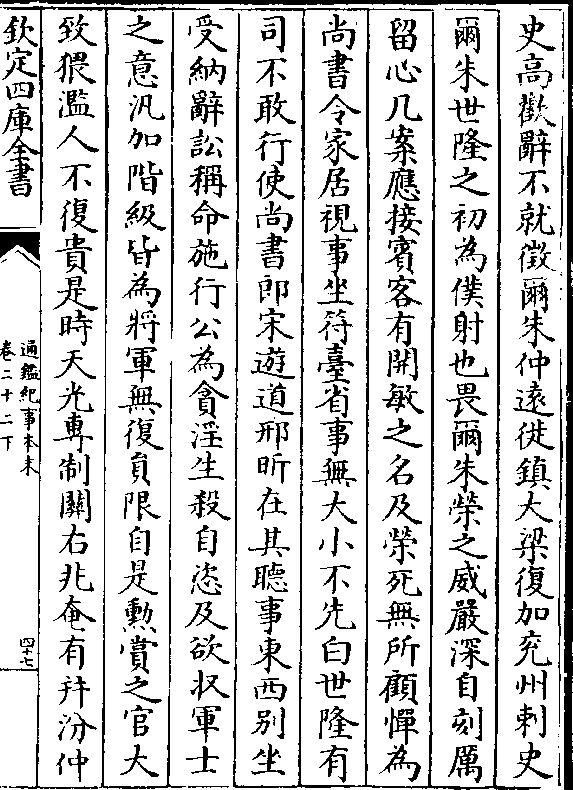 史高歡辭不就徴爾朱仲逺徙鎮大梁復加兖州刺史
爾朱世隆之初為僕射也畏爾朱榮之威嚴深自刻厲
留心几案應接賓客有開敏之名及榮死無所顧憚為
尚書令家居視事坐符臺省事無大小不先白世隆有
司不敢行使尚書郎宋遊道邢昕在其聽事東西别坐
受納辭訟稱命施行公為貪淫生殺自恣及欲收軍士
之意汎加階級皆為將軍無復員限自是勲賞之官大
致猥濫人不復貴是時天光專制關右兆奄有并汾仲
欽定四庫全書
通鑑紀事本末
卷二十二下
四十七